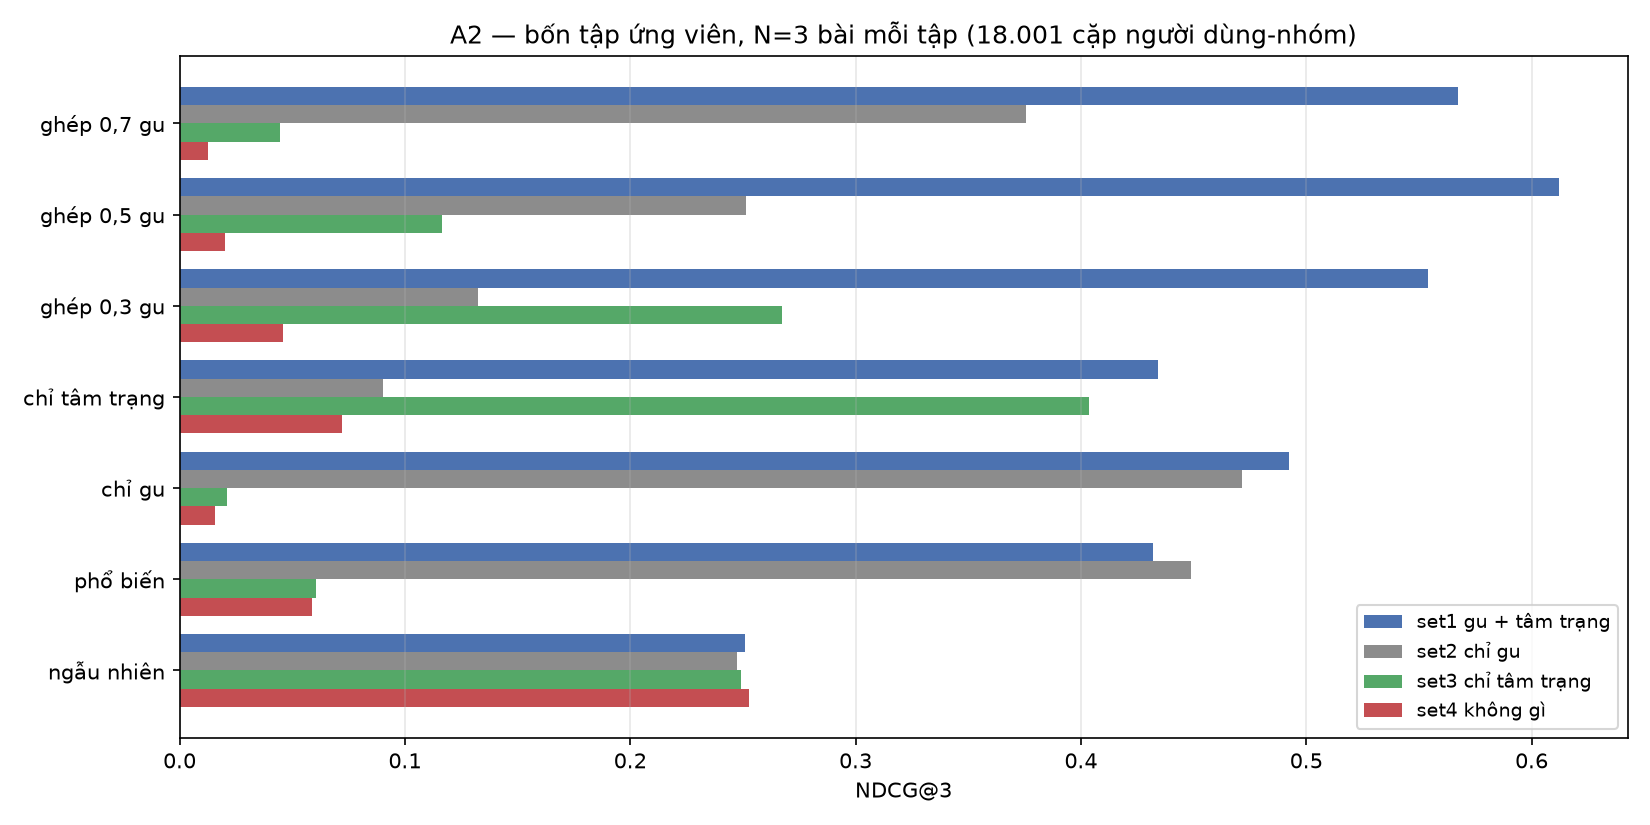 A2 — bốn tập ứng viên, N=3 bài mỗi tập (18.001 cặp người dùng-nhóm)
ghép 0,7 gu
ghép 0,5 gu
ghép 0,3 gu
chỉ tâm trạng
chỉ gu
phổ biến
ngẫu nhiên
set1 gu + tâm trạng
set2 chỉ gu
set3 chỉ tâm trạng
set4 không gì
0.0 0.1 0.2 0.3 0.4 0.5 0.6
NDCG@3